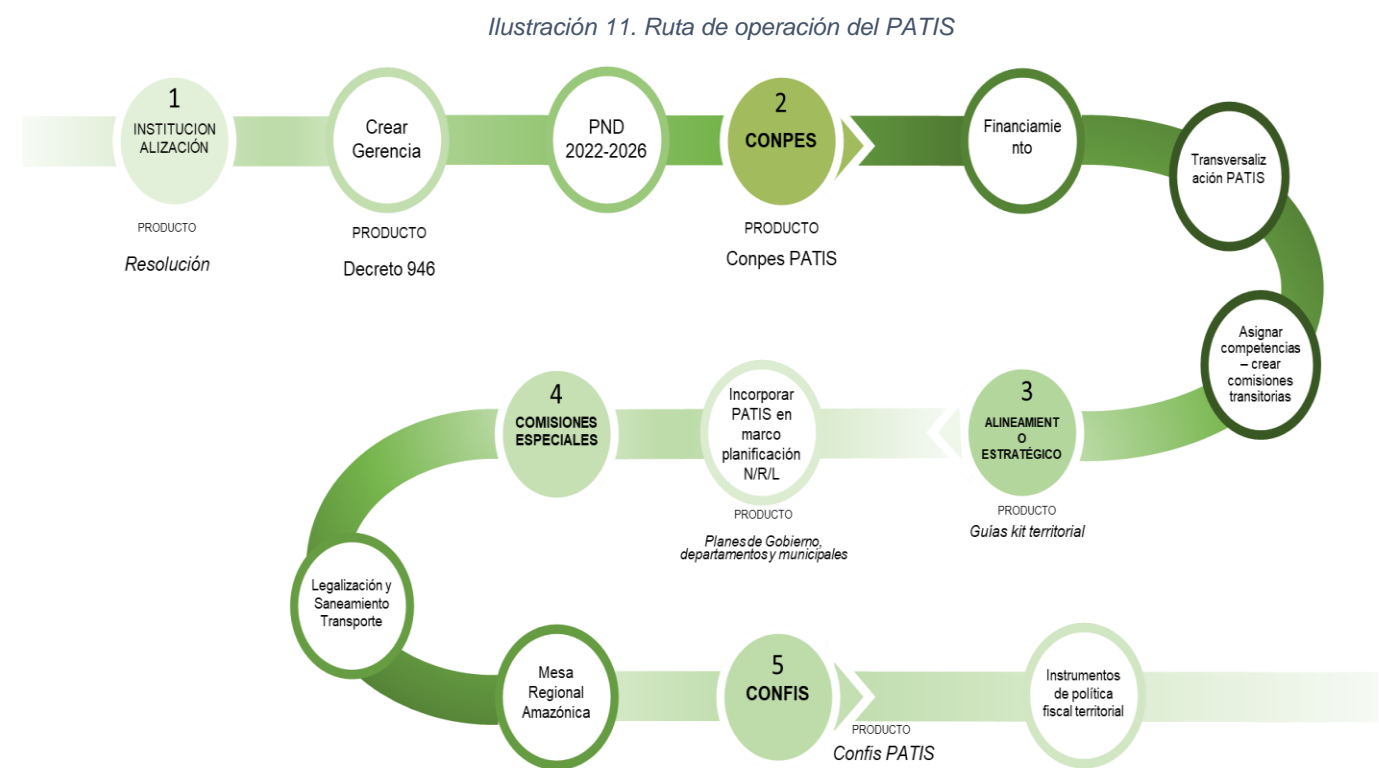 Ilustración 11. Ruta de operación del PATIS
1
INSTITUCION
ALIZACIÓN
PRODUCTO
Resolución
Crear
Gerencia
PRODUCTO
Decreto 946
PND
2022-2026
2
CONPES
PRODUCTO
Conpes PATIS
Financiamie
nto
Transversaliz
ación PATIS
Asignar
competencias
– crear
comisiones
transitorias
3
ALINEAMIENT
O
ESTRATÉGICO
PRODUCTO
Guías kit territorial
Incorporar
PATIS en
marco
planificación
N/R/L
PRODUCTO
Planes de Gobierno,
departamentos y municipales
4
COMISIONES
ESPECIALES
Legalización y
Saneamiento
Transporte
Mesa
Regional
Amazónica
5
CONFIS
PRODUCTO
Confis PATIS
Instrumentos
de política
fiscal territorial